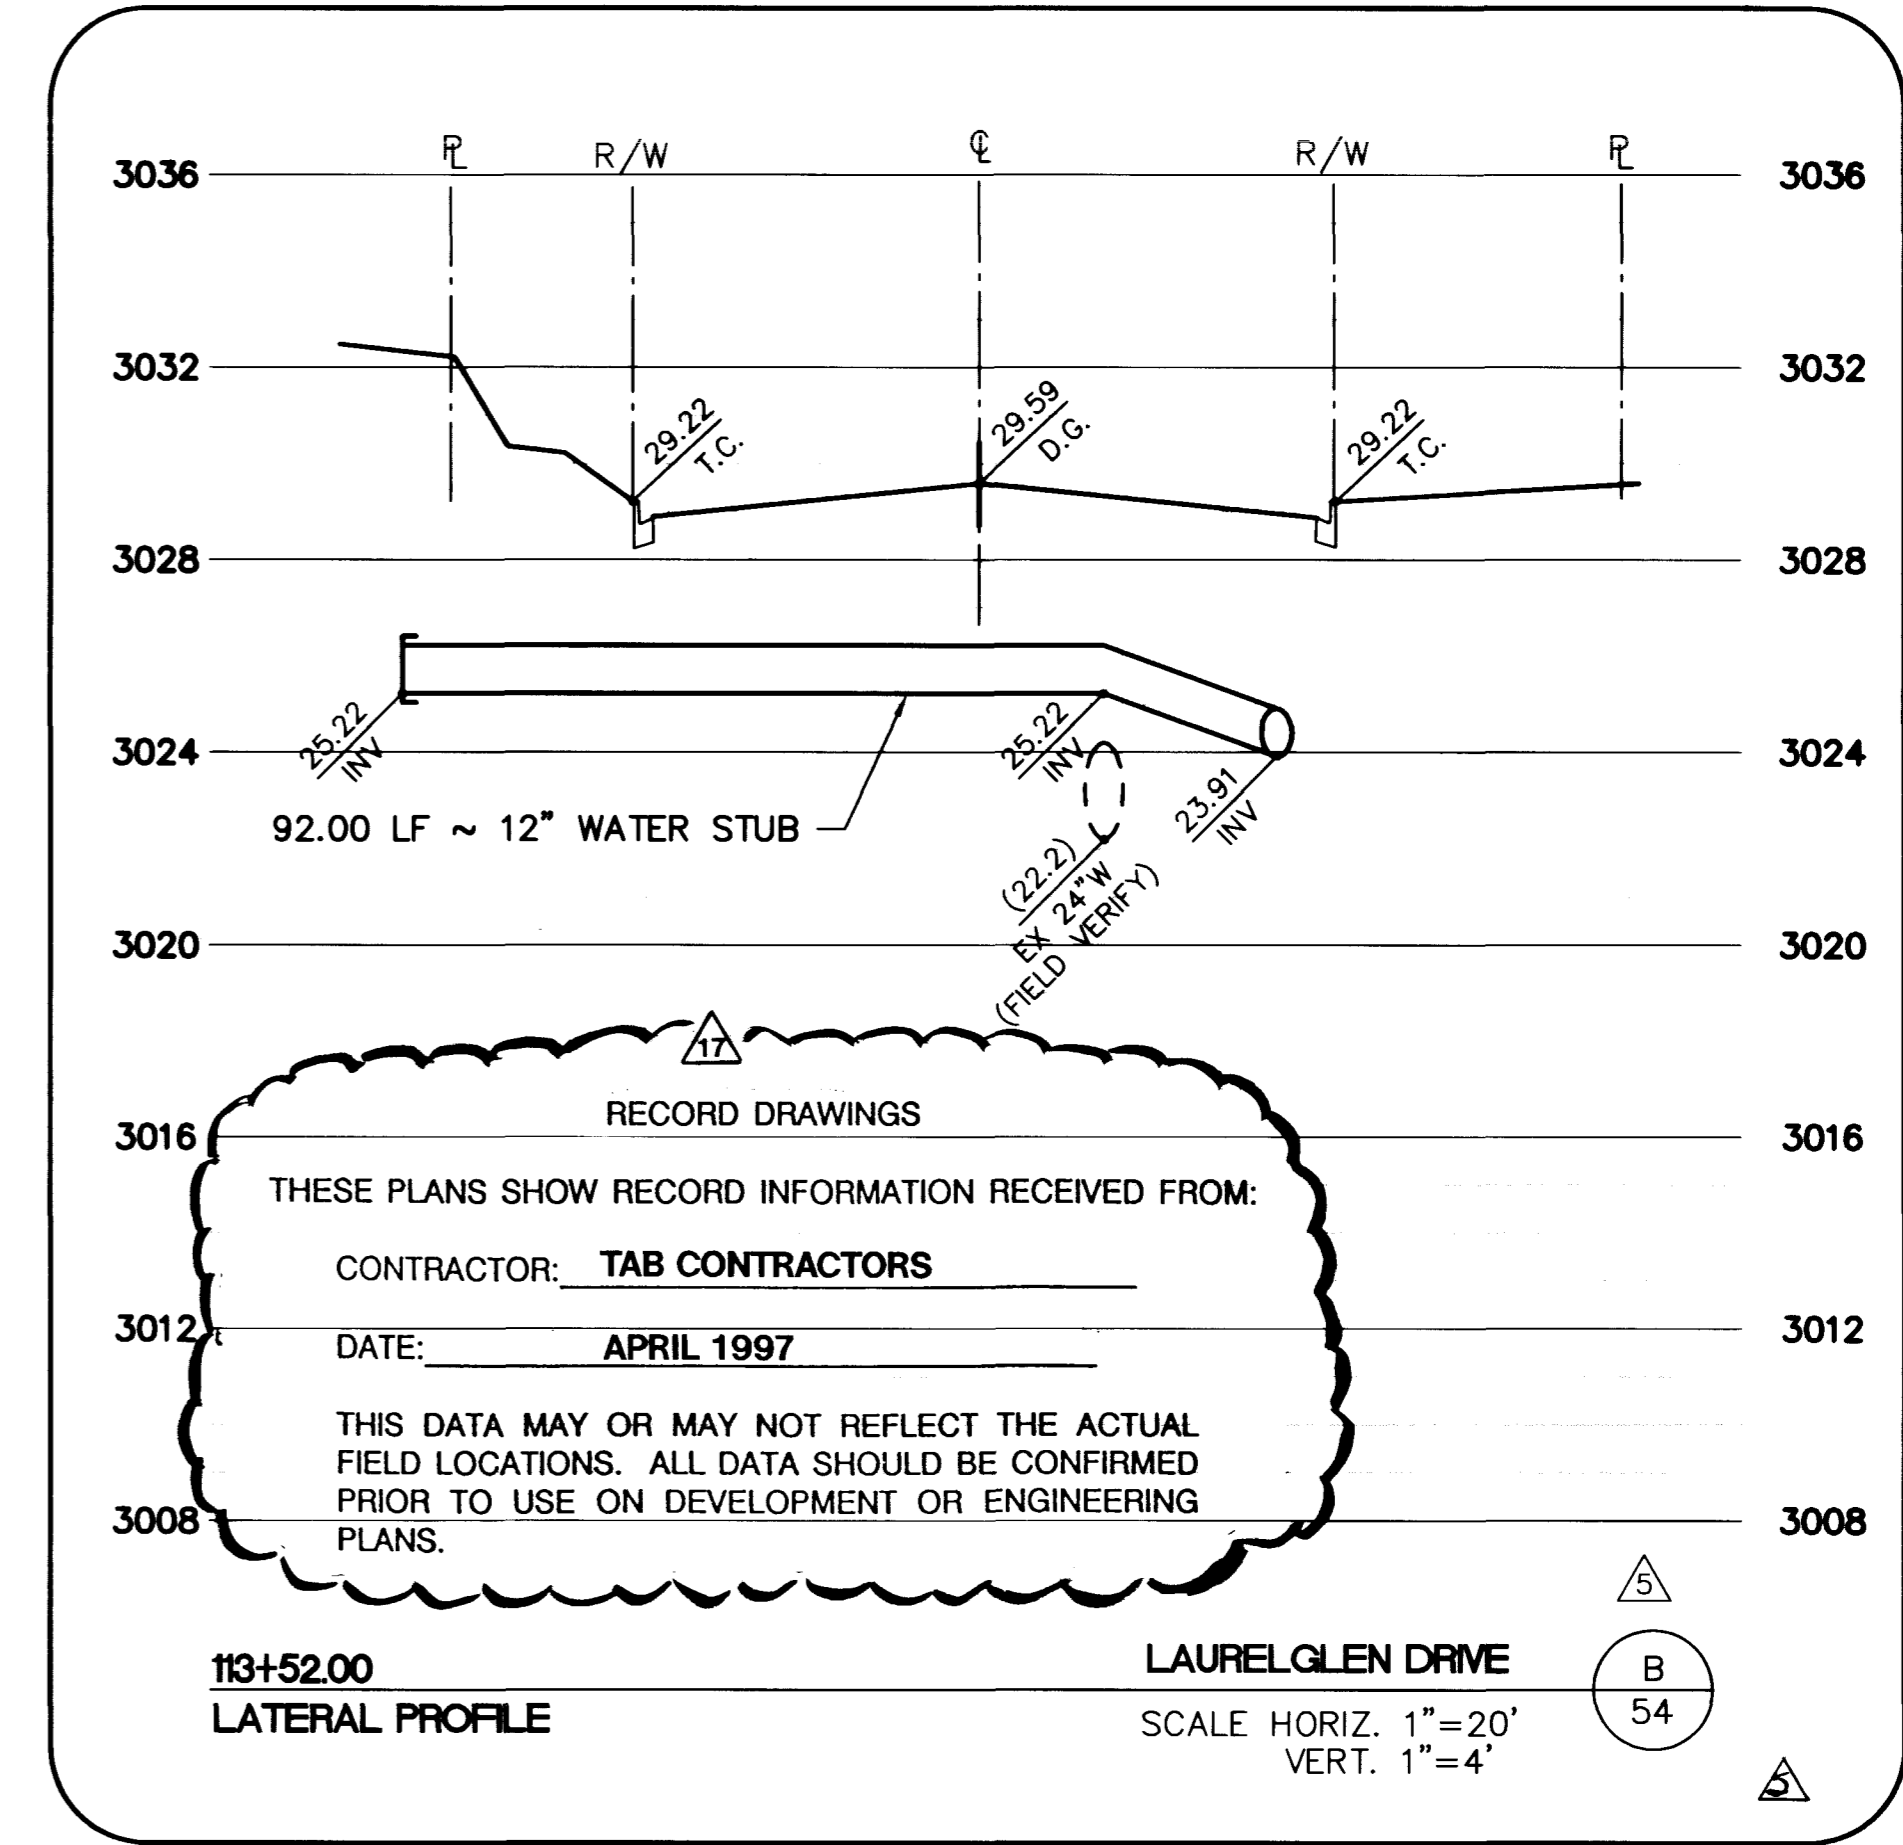 PL R/W CL R/W PL
3036 3036
3032 3032
29.22
T.C.
29.59
D.G.
29.22
T.C.
3028 3028
25.22
INV
25.22
INV
3024 3024
23.91
INV
92.00 LF ~ 12" WATER STUB
(22.2)
EX 24"W
(FIELD VERIFY)
3020 3020
17
RECORD DRAWINGS
3016 3016
THESE PLANS SHOW RECORD INFORMATION RECEIVED FROM:
CONTRACTOR: TAB CONTRACTORS
3012 3012
DATE: APRIL 1997
THIS DATA MAY OR MAY NOT REFLECT THE ACTUAL
FIELD LOCATIONS. ALL DATA SHOULD BE CONFIRMED
PRIOR TO USE ON DEVELOPMENT OR ENGINEERING
3008 3008
PLANS.
5
113+52.00
LATERAL PROFILE
LAURELGLEN DRIVE
SCALE HORIZ. 1"=20'
VERT. 1"=4'
B
54
5